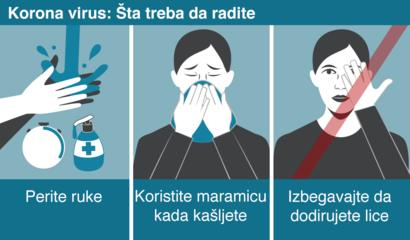 Korona virus: Šta treba da radite
Perite ruke
Koristite maramicu
kada kašljete
Izbegavajte da
dodirujete lice